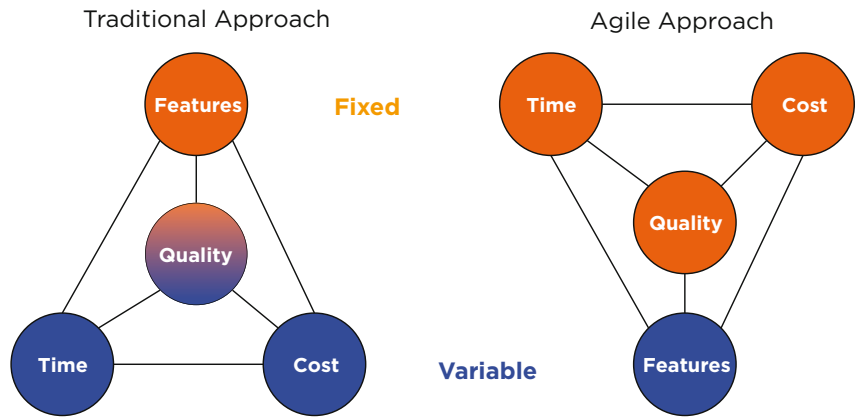 Traditional Approach
Agile Approach
Features
Fixed
Time
Cost
Quality
Quality
Time
Cost
Variable
Features